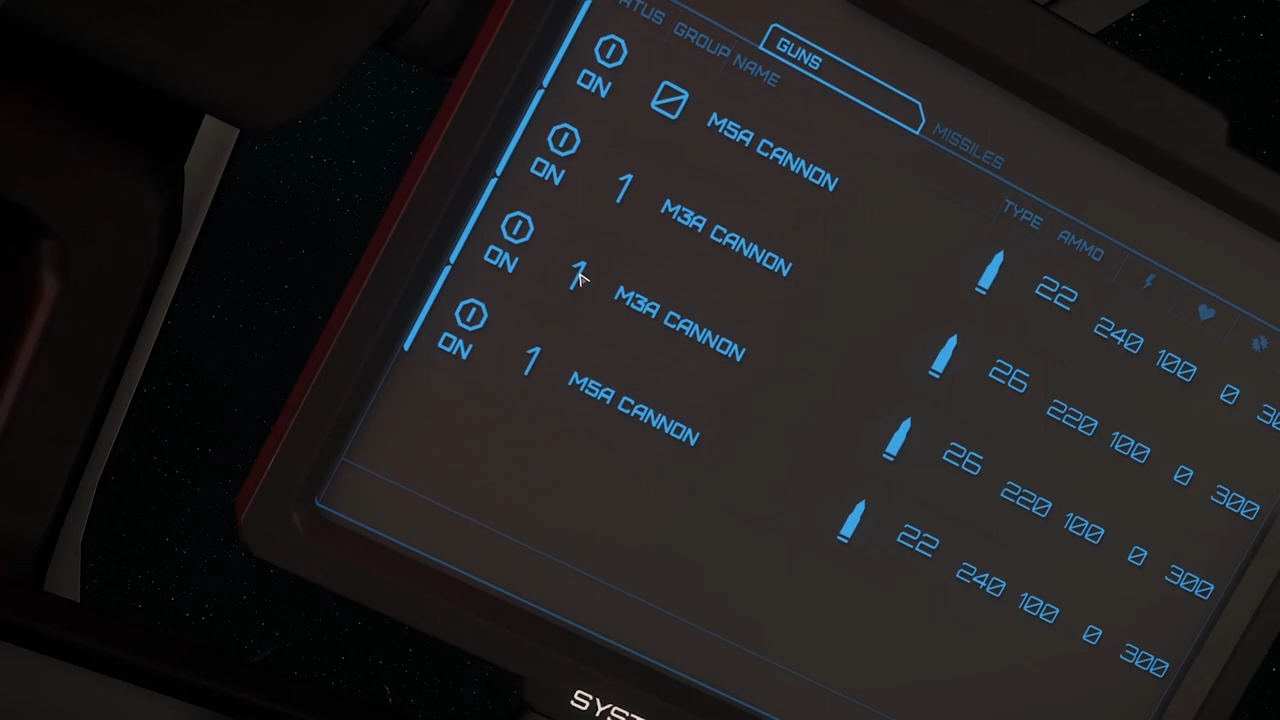 GUNS MISSILES
STATUS GROUP NAME TYPE AMMO
ON M5A CANNON 22 240 100 0
ON 1 M3A CANNON 26 220 100 0 300
ON 1 M3A CANNON 26 220 100 0 300
ON 1 M5A CANNON 22 240 100 0 300